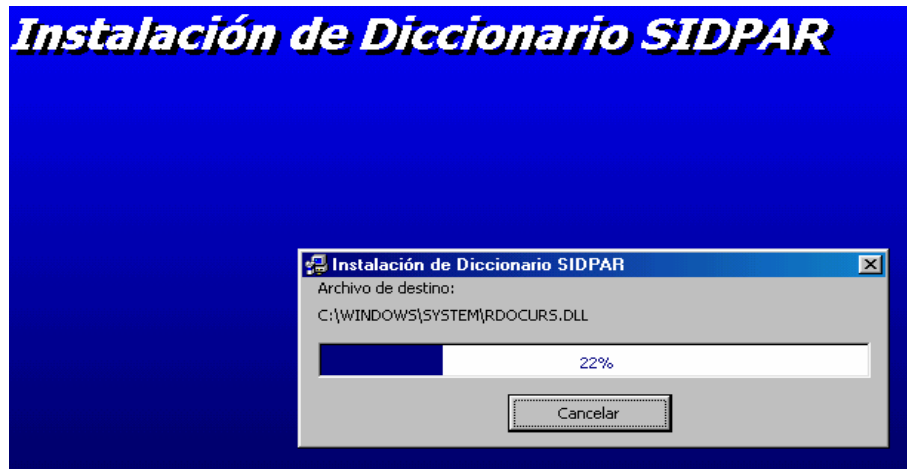 Instalación de Diccionario SIDPAR
Instalación de Diccionario SIDPAR
Archivo de destino:
C:\WINDOWS\SYSTEM\RDOCURS.DLL
22%
Cancelar